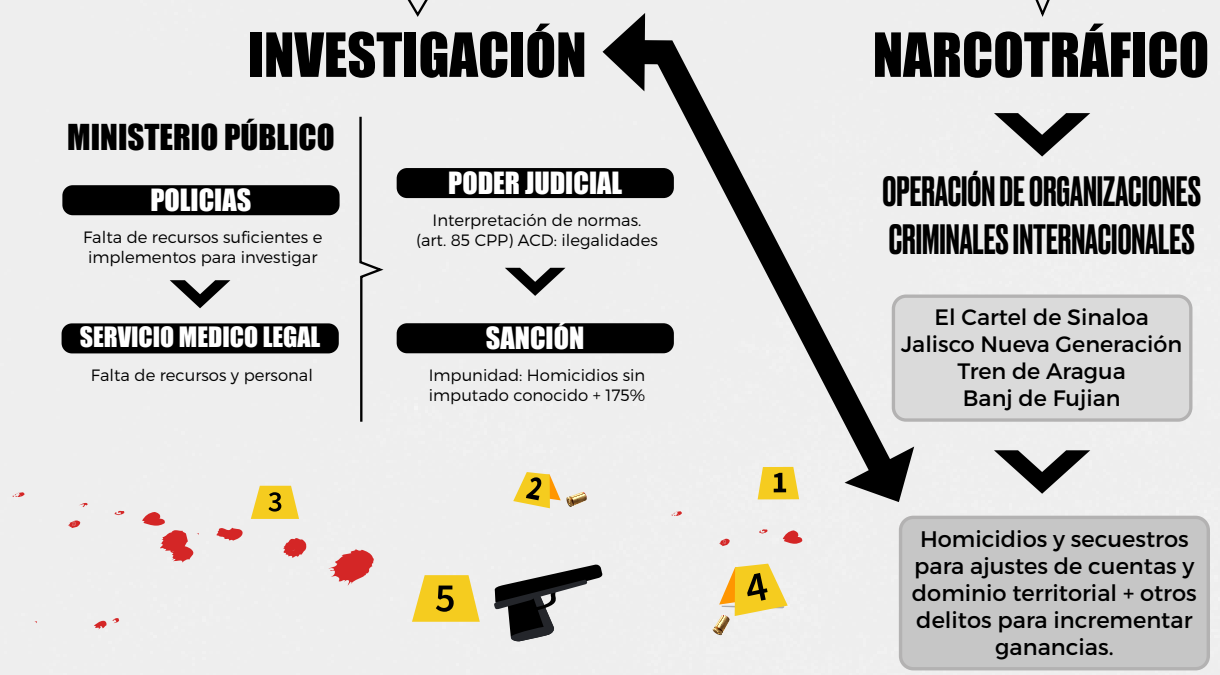 INVESTIGACIÓN
MINISTERIO PÚBLICO
POLICIAS
Falta de recursos suficientes e
implementos para investigar
SERVICIO MEDICO LEGAL
Falta de recursos y personal
PODER JUDICIAL
Interpretación de normas.
(art. 85 CPP) ACD: ilegalidades
SANCIÓN
Impunidad: Homicidios sin
imputado conocido + 175%
NARCOTRÁFICO
OPERACIÓN DE ORGANIZACIONES
CRIMINALES INTERNACIONALES
El Cartel de Sinaloa
Jalisco Nueva Generación
Tren de Aragua
Banj de Fujian
Homicidios y secuestros
para ajustes de cuentas y
dominio territorial + otros
delitos para incrementar
ganancias.
3
2
1
5
4